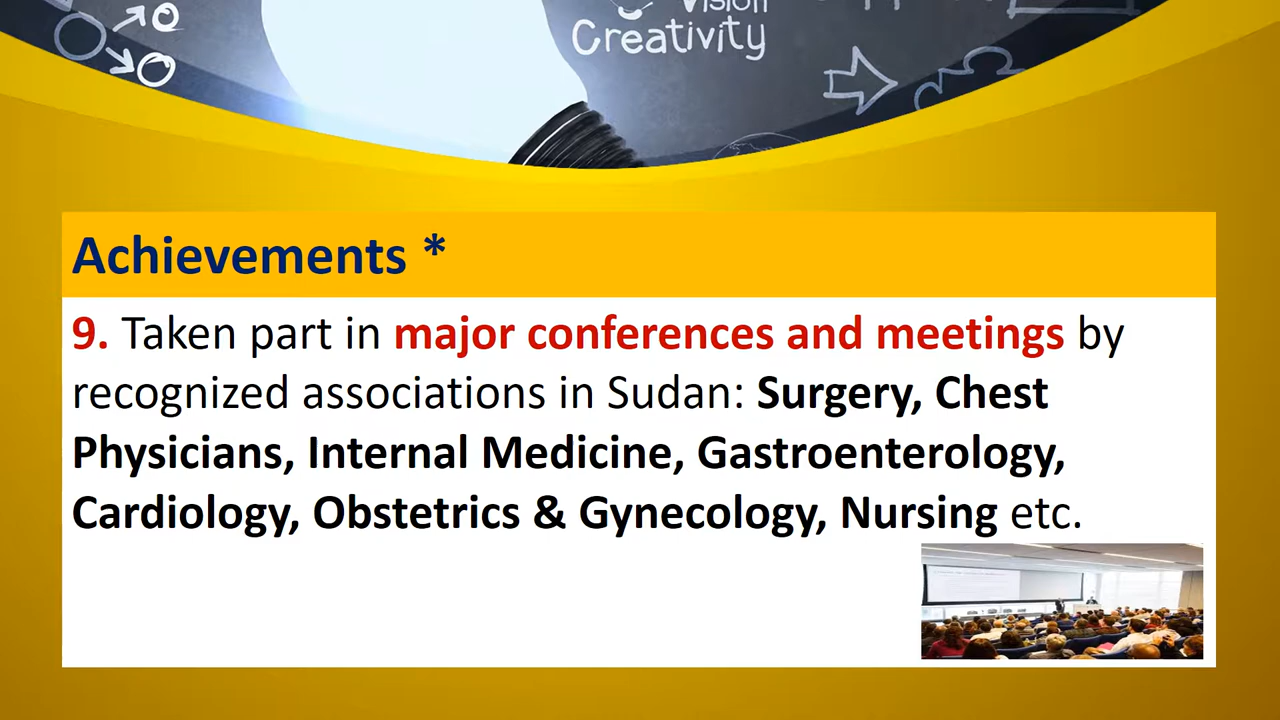 Vision
Creativity
Achievements *
9. Taken part in major conferences and meetings by
recognized associations in Sudan: Surgery, Chest
Physicians, Internal Medicine, Gastroenterology,
Cardiology, Obstetrics & Gynecology, Nursing etc.